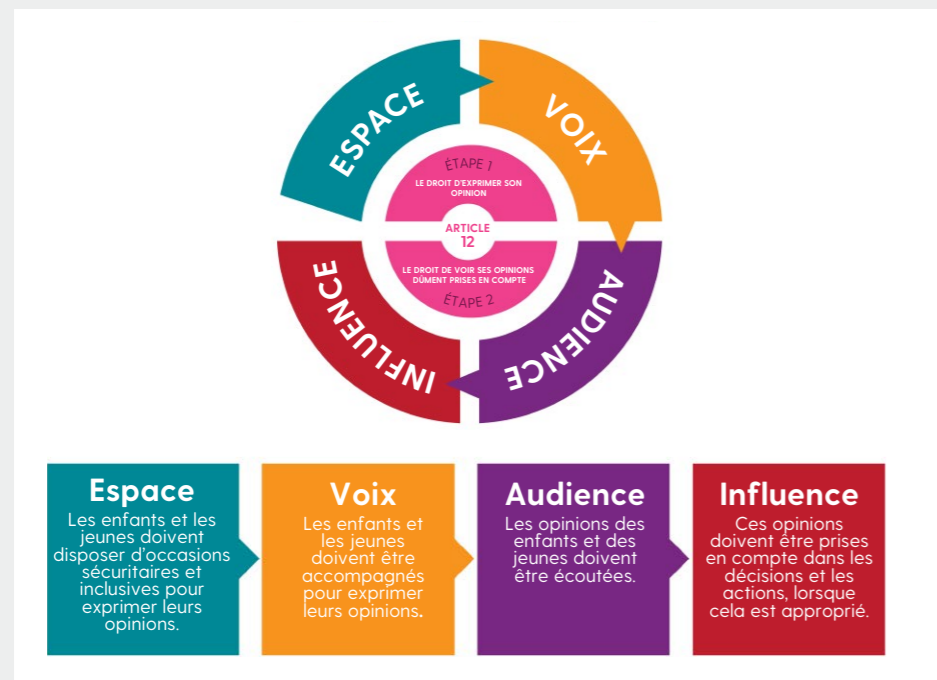 ESPACE
VOIX
ÉTAPE 1
LE DROIT D'EXPRIMER SON
OPINION
ARTICLE
12
LE DROIT DE VOIR SES OPINIONS
DÛMENT PRISES EN COMPTE
ÉTAPE 2
AUDIENCE
INFLUENCE
Espace
Les enfants et les
jeunes doivent
disposer d'occasions
sécuritaires et
inclusives pour
exprimer leurs
opinions.
Voix
Les enfants et
les jeunes
doivent être
accompagnés
pour exprimer
leurs opinions.
Audience
Les opinions des
enfants et des
jeunes doivent
être écoutées.
Influence
Ces opinions
doivent être prises
en compte dans les
décisions et les
actions, lorsque
cela est approprié.